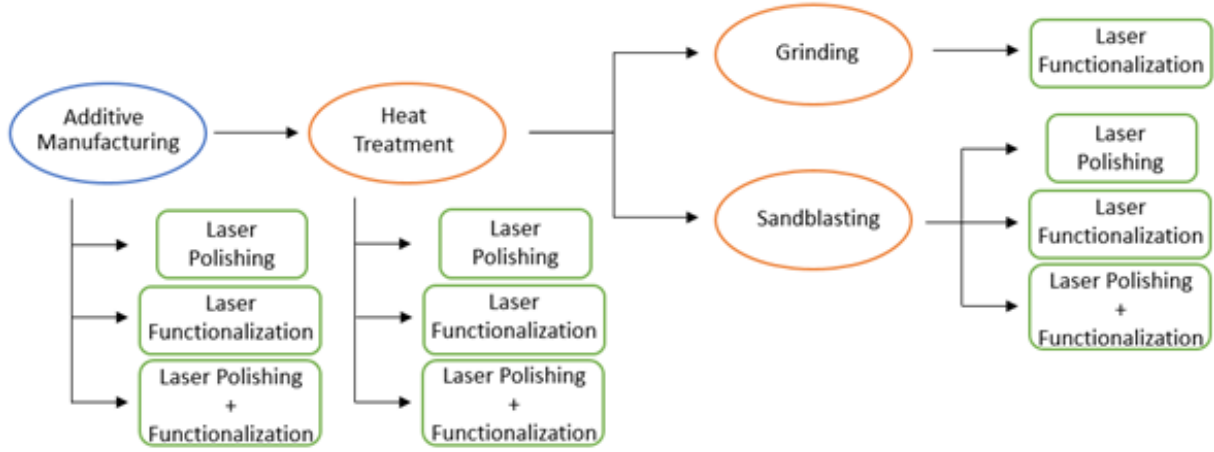 Additive
Manufacturing
Laser
Polishing
Laser
Functionalization
Laser Polishing
+
Functionalization
Heat
Treatment
Laser
Polishing
Laser
Functionalization
Laser Polishing
+
Functionalization
Grinding
Laser
Functionalization
Sandblasting
Laser
Polishing
Laser
Functionalization
Laser Polishing
+
Functionalization